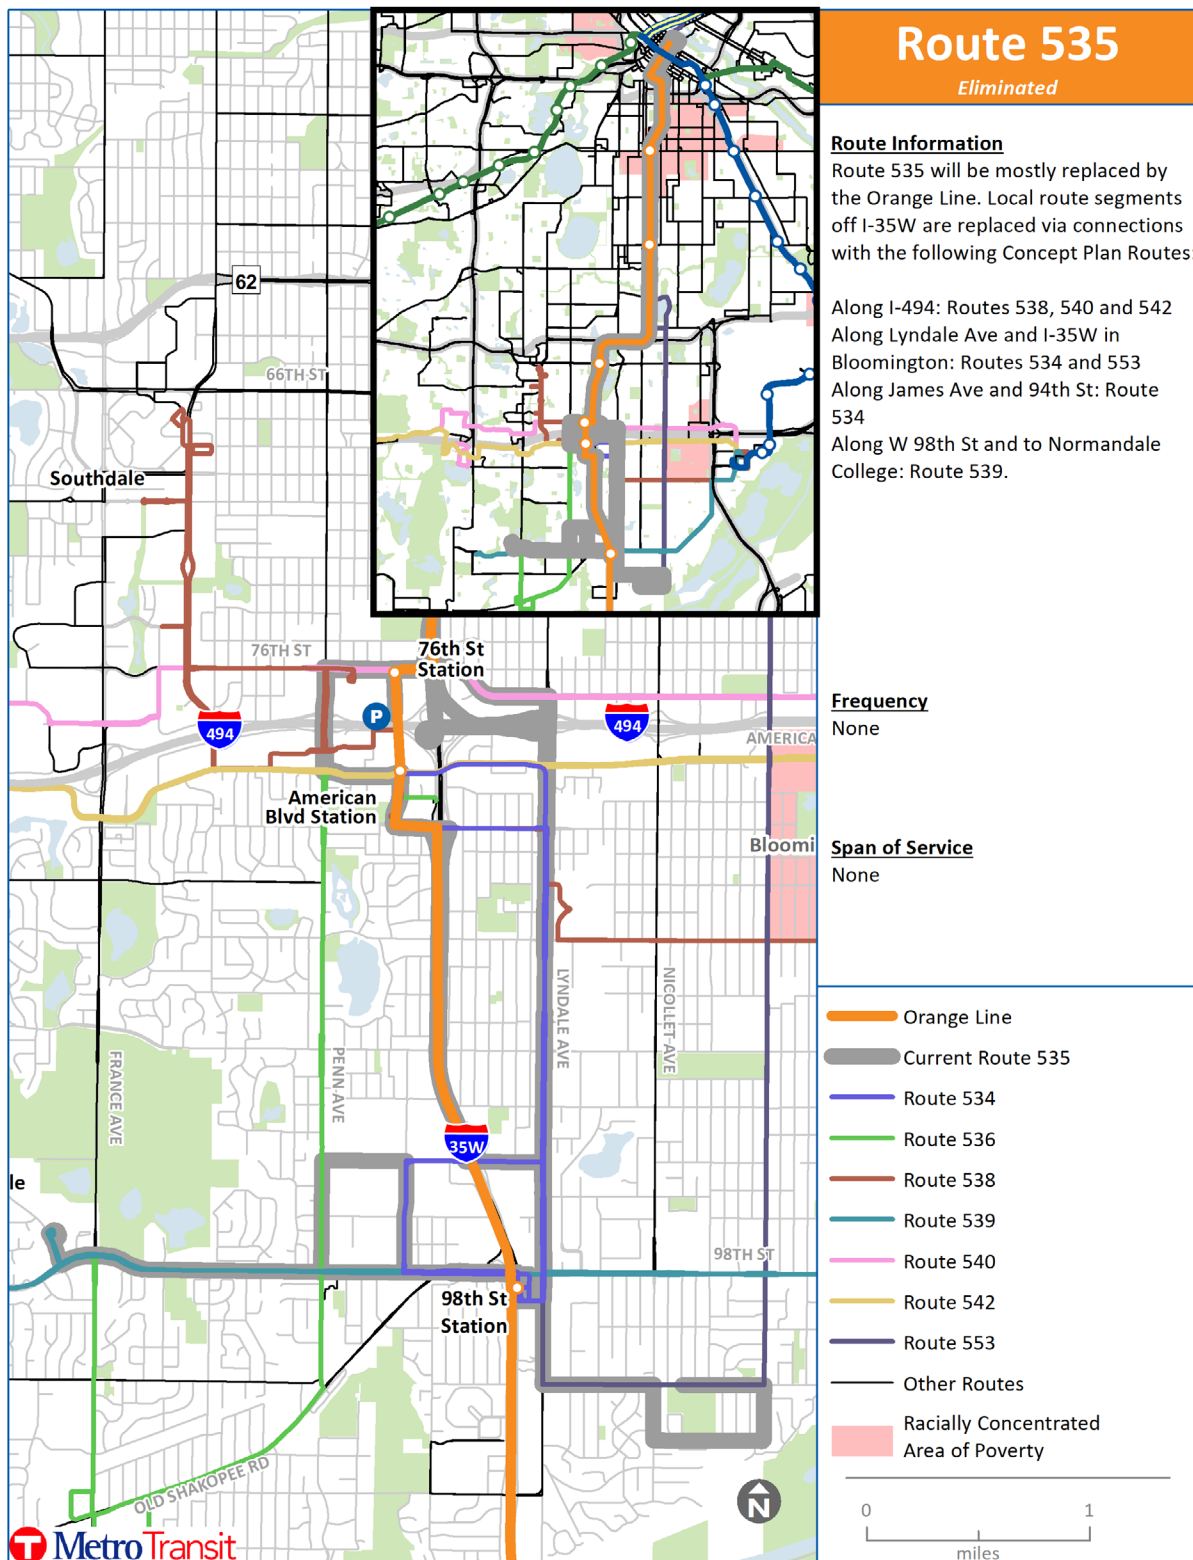 Route 535
Eliminated
Route Information
Route 535 will be mostly replaced by
the Orange Line. Local route segments
off I-35W are replaced via connections
with the following Concept Plan Routes:
Along I-494: Routes 538, 540 and 542
Along Lyndale Ave and I-35W in
Bloomington: Routes 534 and 553
Along James Ave and 94th St: Route
534
Along W 98th St and to Normandale
College: Route 539.
Frequency
None
Span of Service
None
Orange Line
Current Route 535
Route 534
Route 536
Route 538
Route 539
Route 540
Route 542
Route 553
Other Routes
Racially Concentrated
Area of Poverty
0 1
miles
62
66TH ST
Southdale
76TH ST
76th St
Station
P
494
494
AMERICA
American
Blvd Station
Bloomi
LYNDALE AVE
NICOLLET AVE
FRANCE AVE
PENN AVE
35W
le
98TH ST
98th St
Station
OLD SHAKOPEE RD
N
T MetroTransit